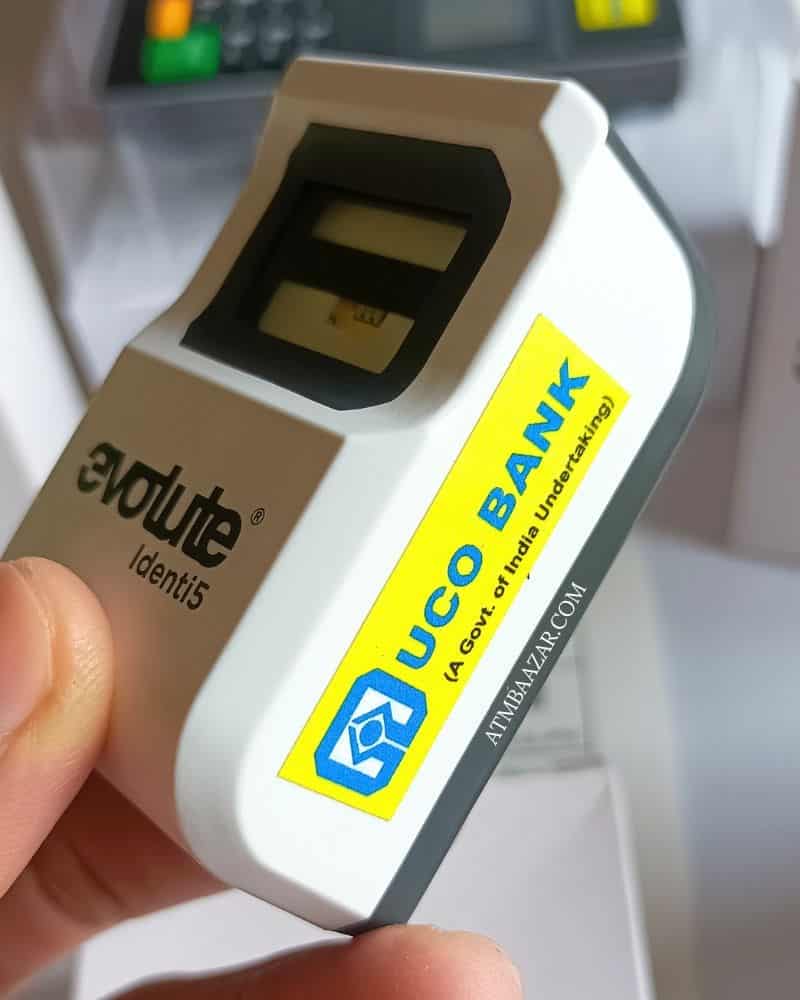 evolute®
Identi5
UCO BANK
(A Govt. of India Undertaking)
ATMBAAZAR.COM